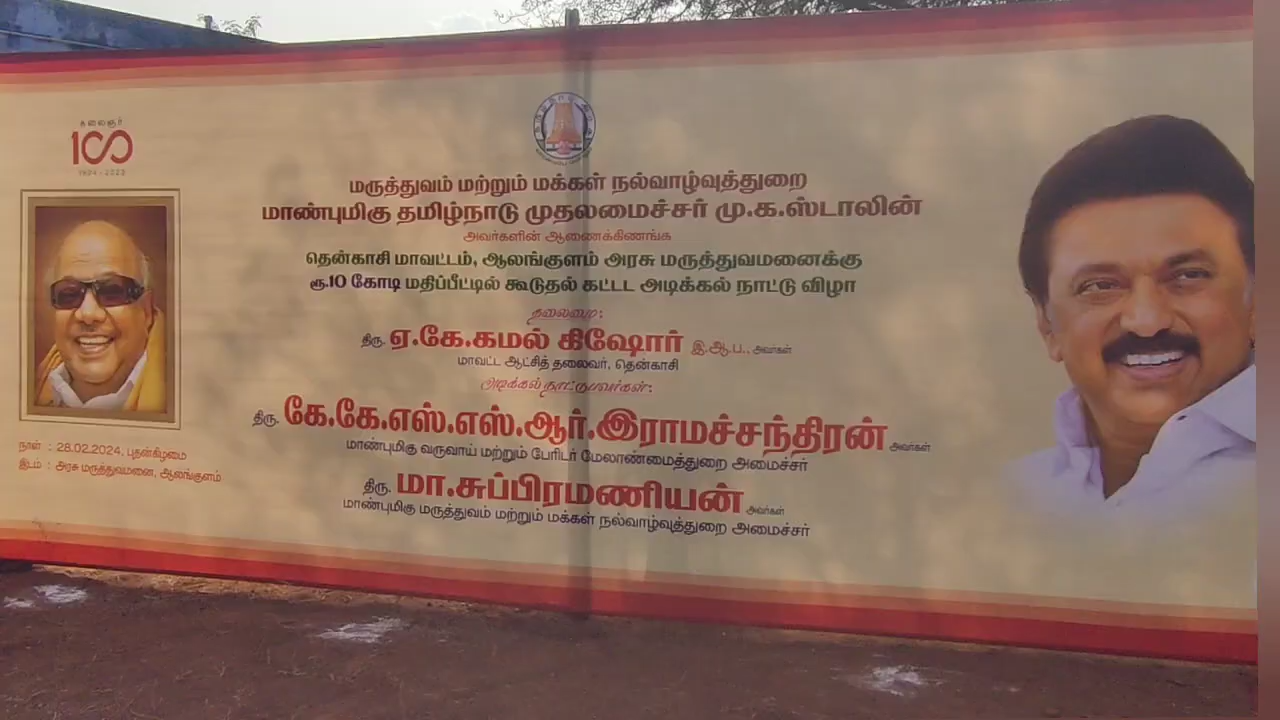 கலைஞர்
100
1924 - 2023
மருத்துவம் மற்றும் மக்கள் நல்வாழ்வுத்துறை
மாண்புமிகு தமிழ்நாடு முதலமைச்சர் மு.க.ஸ்டாலின்
அவர்களின் ஆணைக்கிணங்க
தென்காசி மாவட்டம், ஆலங்குளம் அரசு மருத்துவமனைக்கு
ரூ.10 கோடி மதிப்பீட்டில் கூடுதல் கட்டட அடிக்கல் நாட்டு விழா
தலைமை:
திரு. ஏ.கே.கமல் கிஷோர் இ.ஆ.ப., அவர்கள்
மாவட்ட ஆட்சித் தலைவர், தென்காசி
அடிக்கல் நாட்டுபவர்கள்:
திரு. கே.கே.எஸ்.எஸ்.ஆர்.இராமச்சந்திரன் அவர்கள்
மாண்புமிகு வருவாய் மற்றும் பேரிடர் மேலாண்மைத்துறை அமைச்சர்
திரு. மா.சுப்பிரமணியன் அவர்கள்
மாண்புமிகு மருத்துவம் மற்றும் மக்கள் நல்வாழ்வுத்துறை அமைச்சர்
நாள் : 28.02.2024, புதன்கிழமை
இடம் : அரசு மருத்துவமனை, ஆலங்குளம்